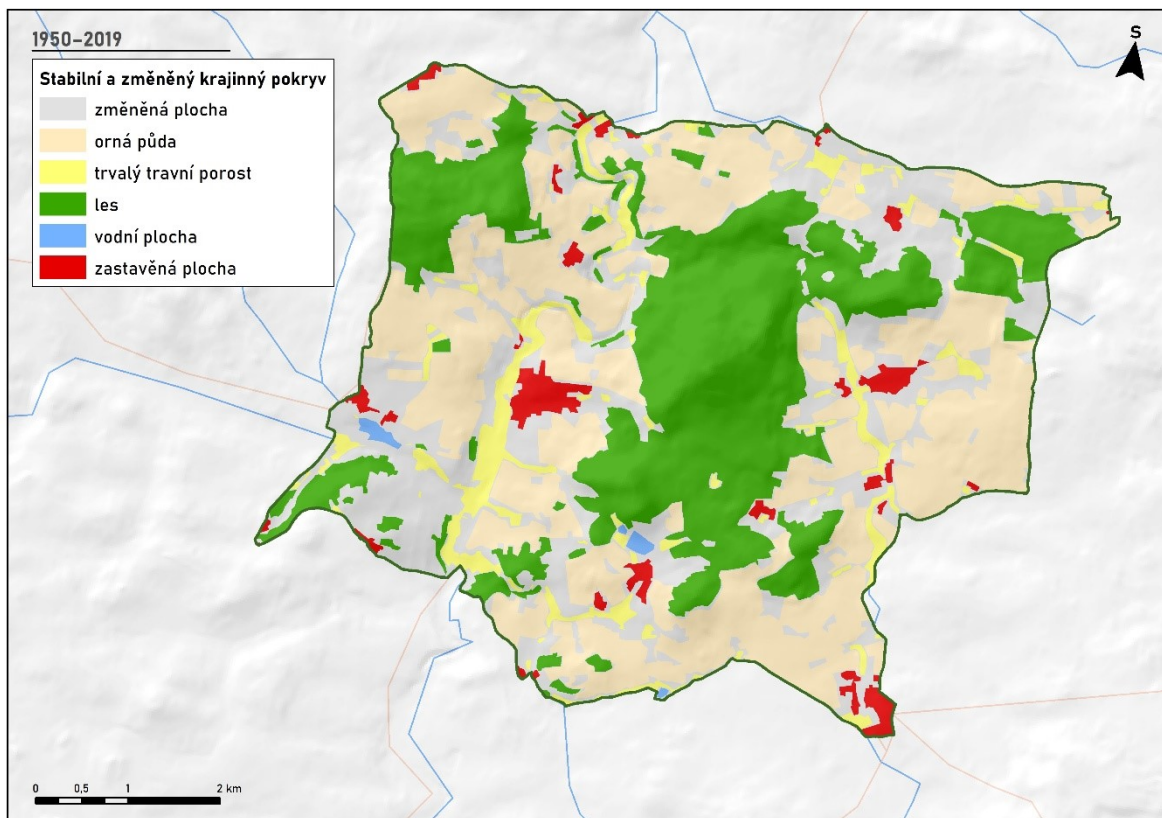 1950–2019
S
Stabilní a změněný krajinný pokryv
změněná plocha
orná půda
trvalý travní porost
les
vodní plocha
zastavěná plocha
0 0,5 1 2 km